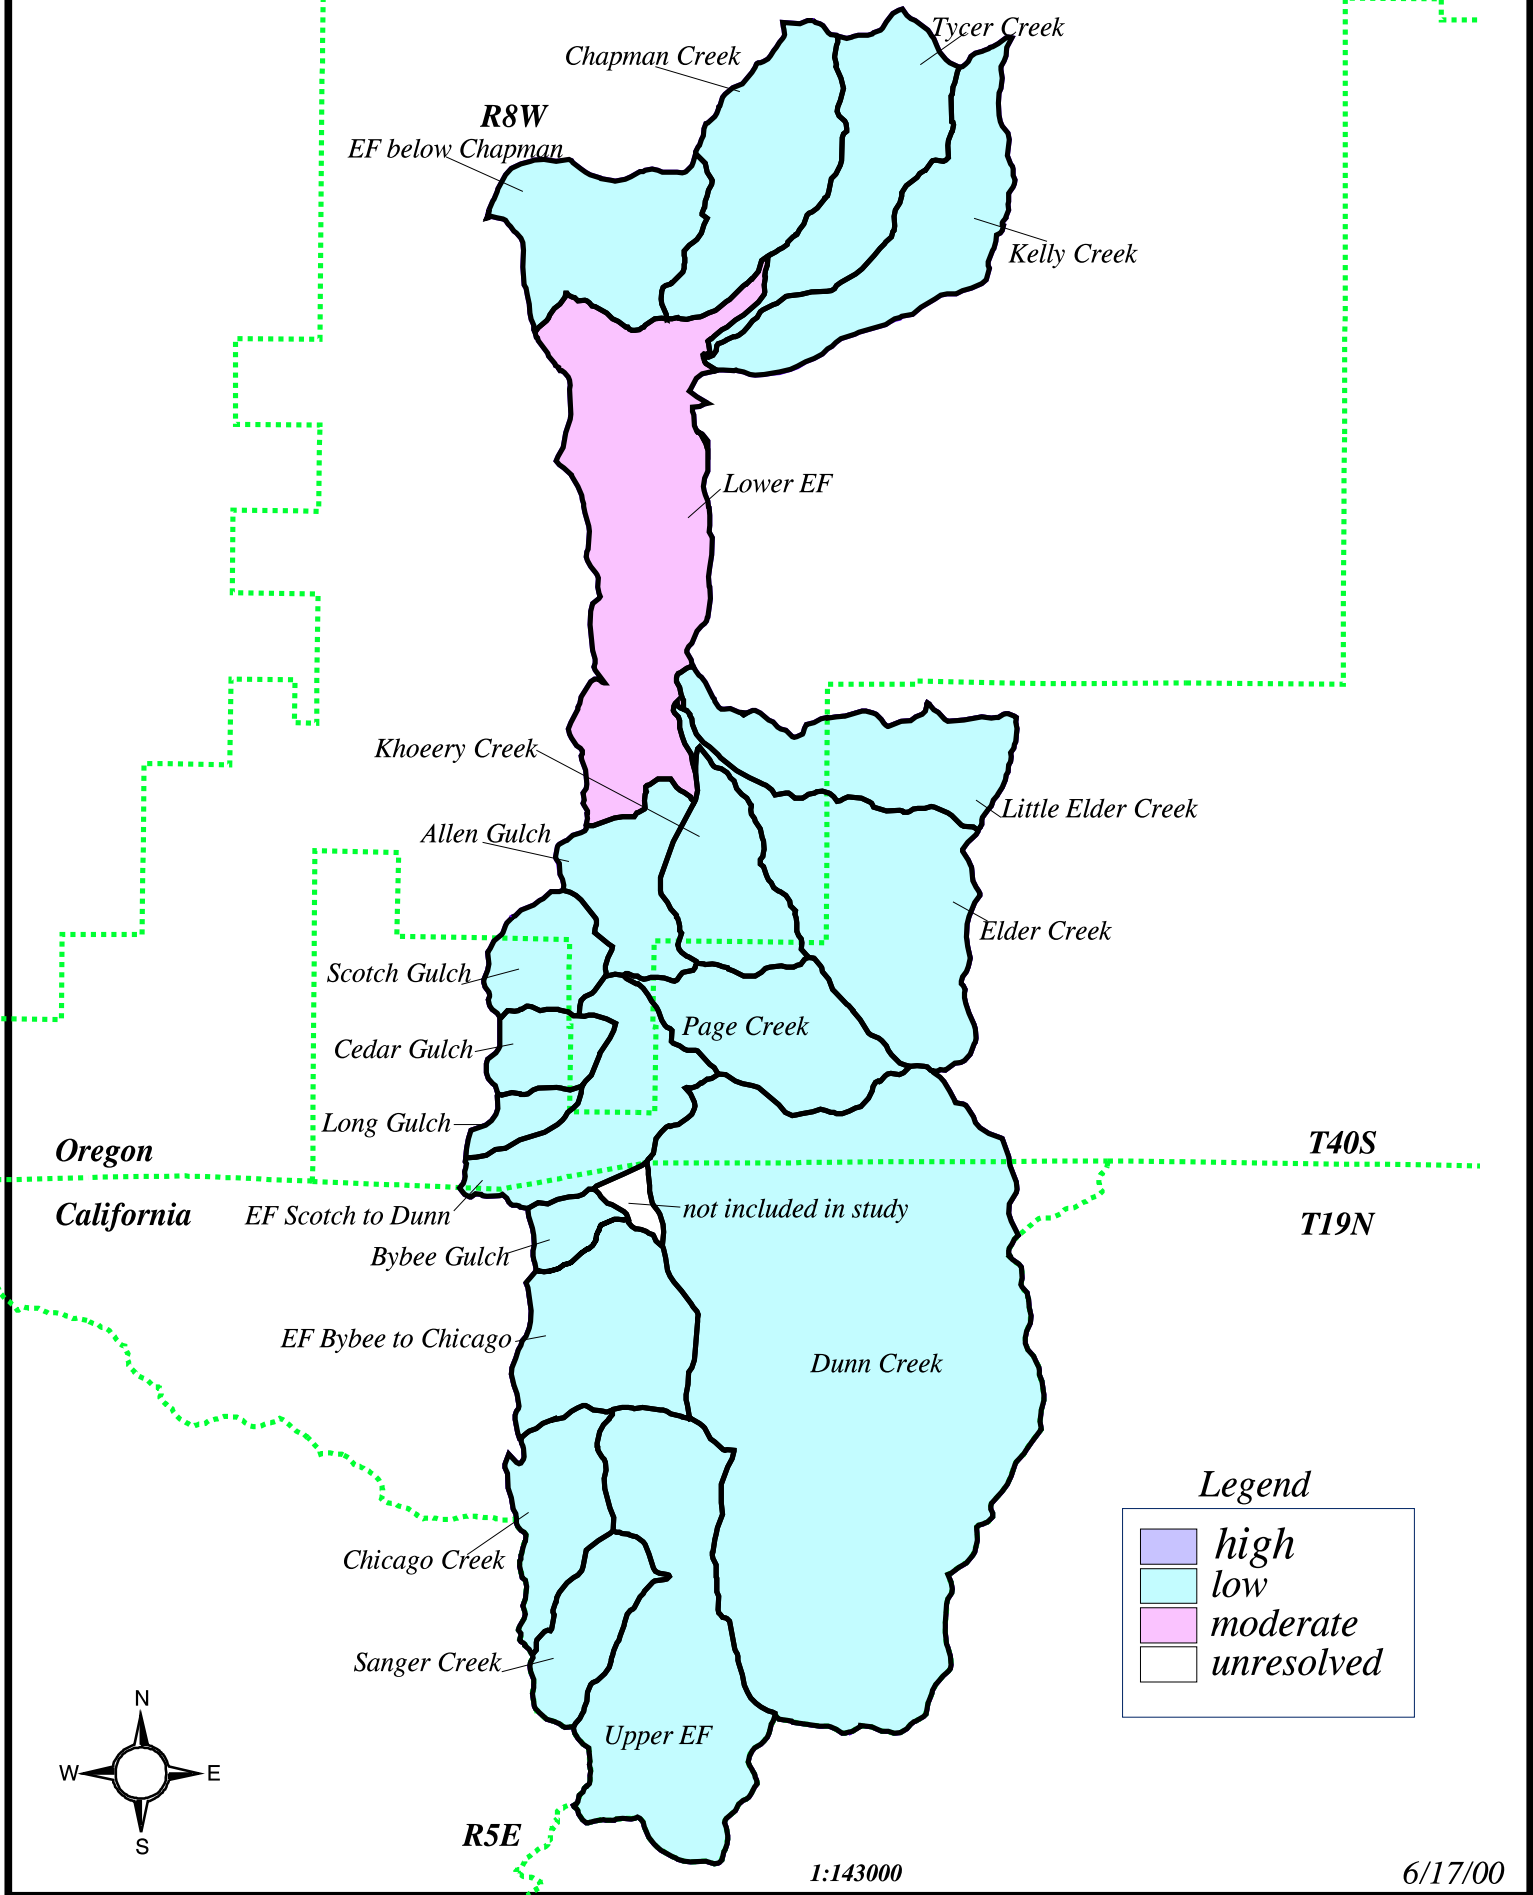 Tycer Creek
Chapman Creek
R8W
EF below Chapman
Kelly Creek
Lower EF
Khoeery Creek
Little Elder Creek
Allen Gulch
Elder Creek
Scotch Gulch
Page Creek
Cedar Gulch
Long Gulch
Oregon
T40S
California
EF Scotch to Dunn
not included in study
T19N
Bybee Gulch
EF Bybee to Chicago
Dunn Creek
Legend
high
low
moderate
unresolved
Chicago Creek
Sanger Creek
Upper EF
N
W
E
S
R5E
1:143000
6/17/00